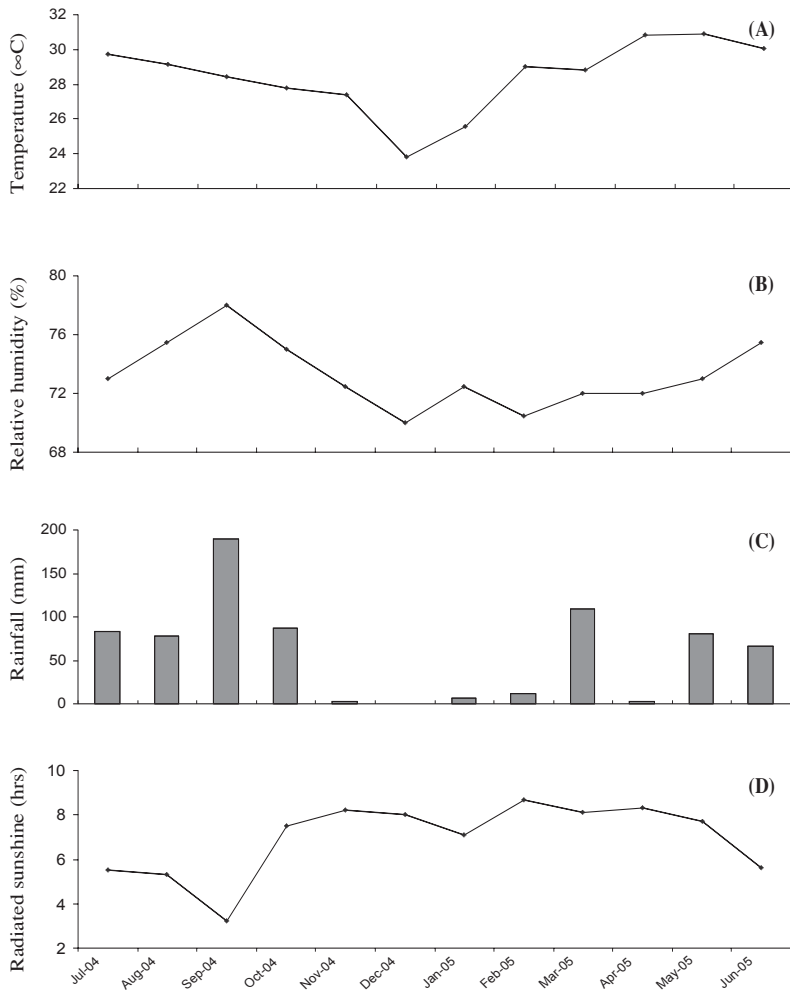 (A)
Temperature (∞C)
32
30
28
26
24
22
(B)
Relative humidity (%)
80
76
72
68
(C)
Rainfall (mm)
200
150
100
50
0
(D)
Radiated sunshine (hrs)
10
8
6
4
2
Jul-04 Aug-04 Sep-04 Oct-04 Nov-04 Dec-04 Jan-05 Feb-05 Mar-05 Apr-05 May-05 Jun-05